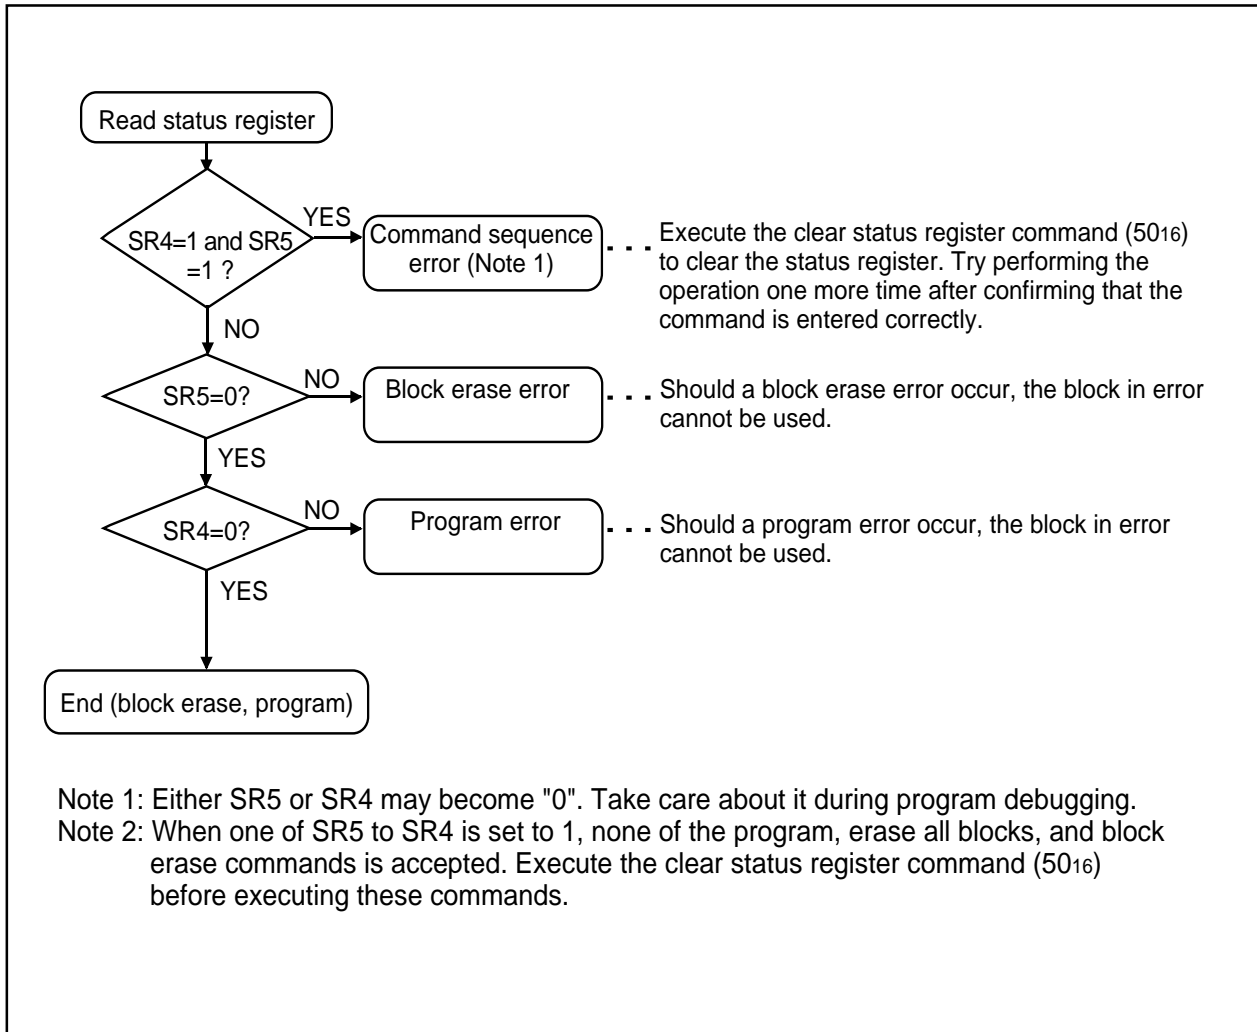 Read status register
YES
SR4=1 and SR5
=1 ?
Command sequence
error (Note 1)
Execute the clear status register command (5016)
to clear the status register. Try performing the
operation one more time after confirming that the
command is entered correctly.
NO
SR5=0?
NO
Block erase error
Should a block erase error occur, the block in error
cannot be used.
YES
SR4=0?
NO
Program error
Should a program error occur, the block in error
cannot be used.
YES
End (block erase, program)
Note 1: Either SR5 or SR4 may become "0". Take care about it during program debugging.
Note 2: When one of SR5 to SR4 is set to 1, none of the program, erase all blocks, and block
erase commands is accepted. Execute the clear status register command (5016)
before executing these commands.